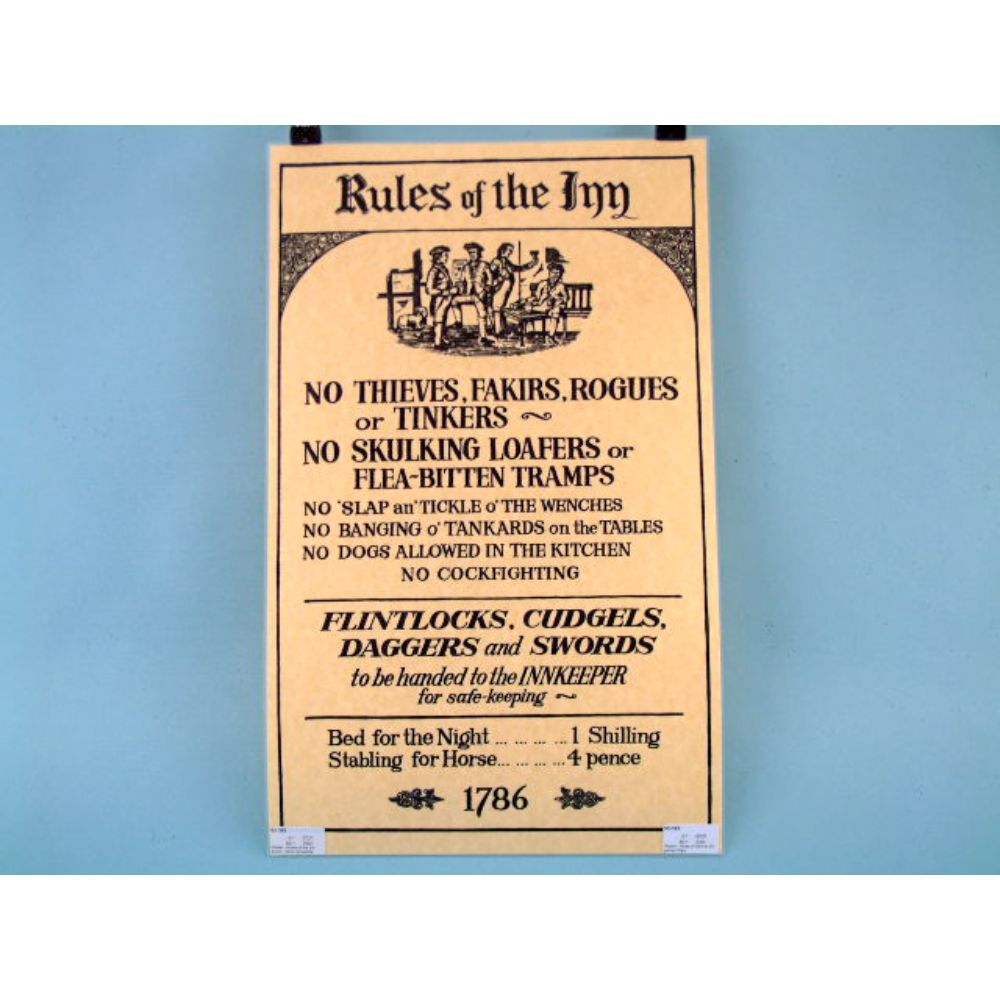 Rules of the Inn
NO THIEVES, FAKIRS, ROGUES
or TINKERS ~
NO SKULKING LOAFERS or
FLEA-BITTEN TRAMPS
NO 'SLAP an' TICKLE o' THE WENCHES
NO BANGING o' TANKARDS on the TABLES
NO DOGS ALLOWED IN THE KITCHEN
NO COCKFIGHTING
FLINTLOCKS, CUDGELS,
DAGGERS and SWORDS
to be handed to the INNKEEPER
for safe-keeping ~
Bed for the Night ... ... ... ... 1 Shilling
Stabling for Horse... ... ... ...4 pence
1786